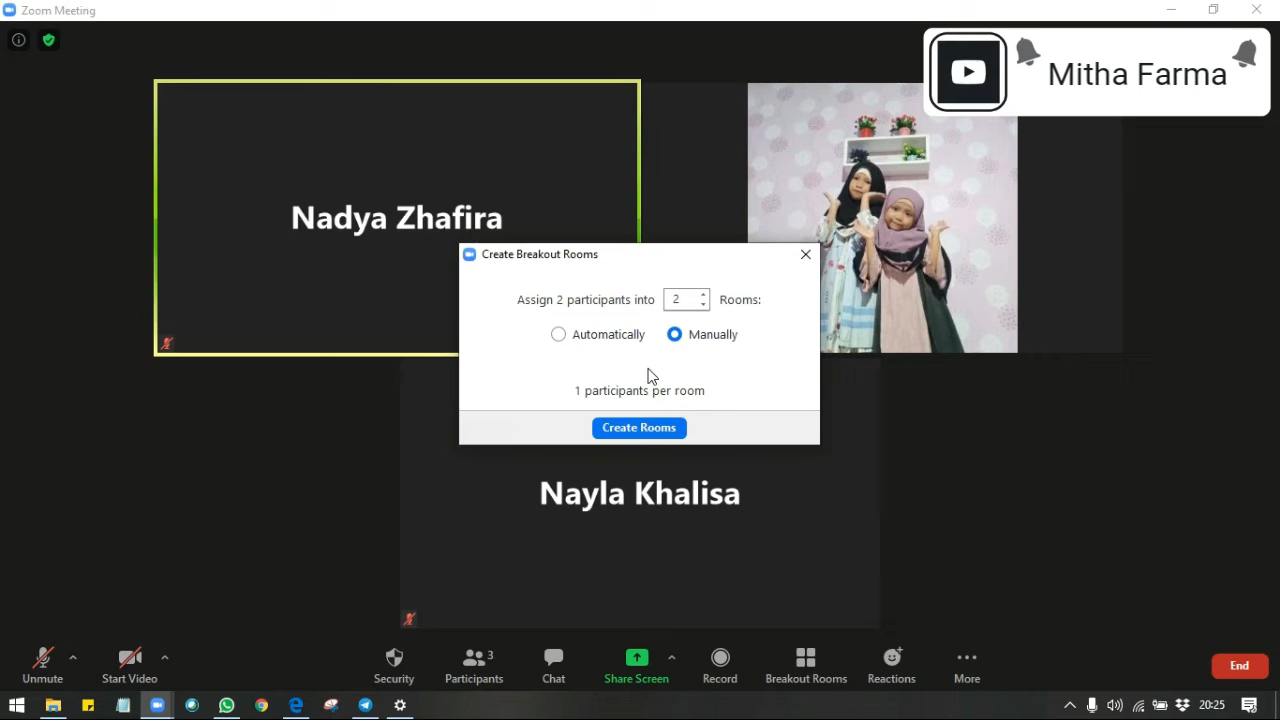 Zoom Meeting
Mitha Farma
Nadya Zhafira
Create Breakout Rooms
Assign 2 participants into 2 Rooms:
Automatically Manually
1 participants per room
Create Rooms
Nayla Khalisa
Unmute Start Video Security Participants 3 Chat Share Screen Record Breakout Rooms Reactions More End
20:25